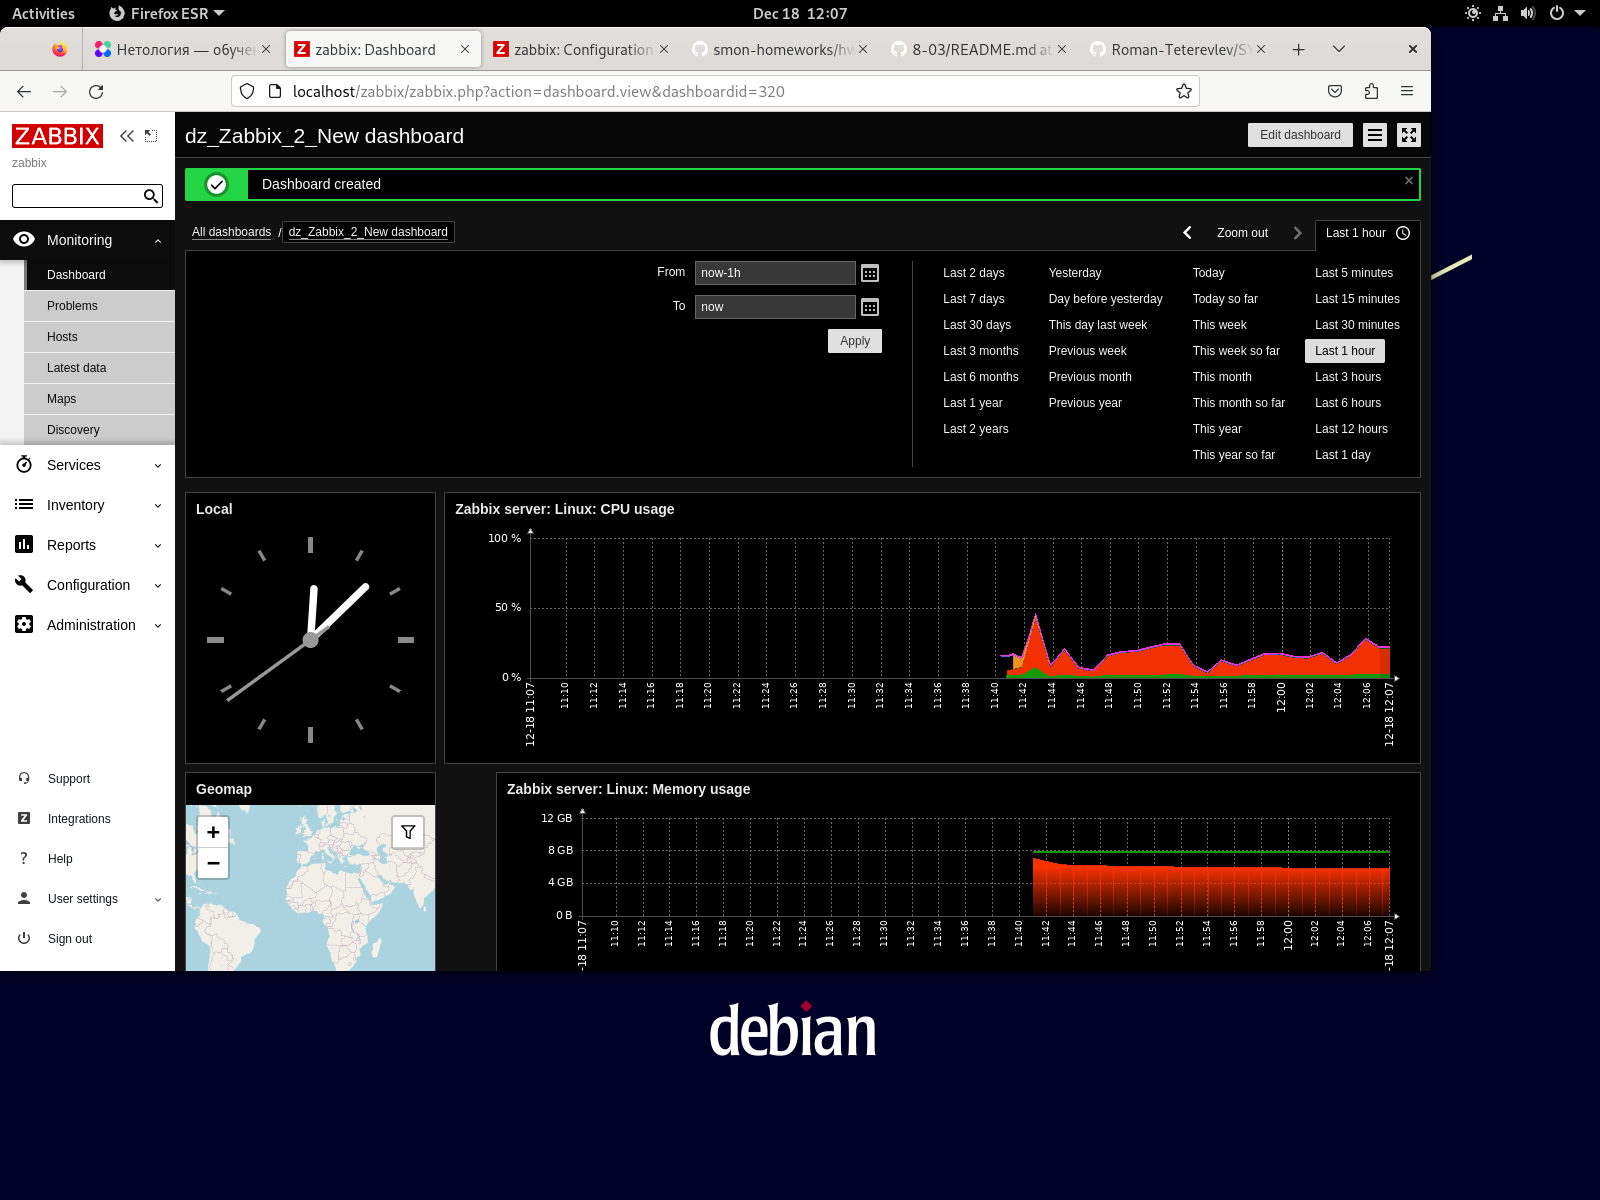 Activities
Firefox ESR
Dec 18 12:07
Нетология — обучен
zabbix: Dashboard
zabbix: Configuration
smon-homeworks/hw
8-03/README.md at
Roman-Teterevlev/SY
localhost/zabbix/zabbix.php?action=dashboard.view&dashboardid=320
ZABBIX
zabbix
dz_Zabbix_2_New dashboard
Edit dashboard
Dashboard created
All dashboards / dz_Zabbix_2_New dashboard
Zoom out
Last 1 hour
Monitoring
Dashboard
Problems
Hosts
Latest data
Maps
Discovery
Services
Inventory
Reports
Configuration
Administration
Support
Integrations
Help
User settings
Sign out
From now-1h
To now
Apply
Last 2 days Yesterday Today Last 5 minutes
Last 7 days Day before yesterday Today so far Last 15 minutes
Last 30 days This day last week This week Last 30 minutes
Last 3 months Previous week This week so far Last 1 hour
Last 6 months Previous month This month Last 3 hours
Last 1 year Previous year This month so far Last 6 hours
Last 2 years This year Last 12 hours
This year so far Last 1 day
Local
Zabbix server: Linux: CPU usage
100 %
50 %
0 %
12-18 11:07 11:10 11:12 11:14 11:16 11:18 11:20 11:22 11:24 11:26 11:28 11:30 11:32 11:34 11:36 11:38 11:40 11:42 11:44 11:46 11:48 11:50 11:52 11:54 11:56 11:58 12:00 12:02 12:04 12:06 12-18 12:07
Geomap
+
−
Zabbix server: Linux: Memory usage
12 GB
8 GB
4 GB
0 B
-18 11:07 11:10 11:12 11:14 11:16 11:18 11:20 11:22 11:24 11:26 11:28 11:30 11:32 11:34 11:36 11:38 11:40 11:42 11:44 11:46 11:48 11:50 11:52 11:54 11:56 11:58 12:00 12:02 12:04 12:06 -18 12:07
debian